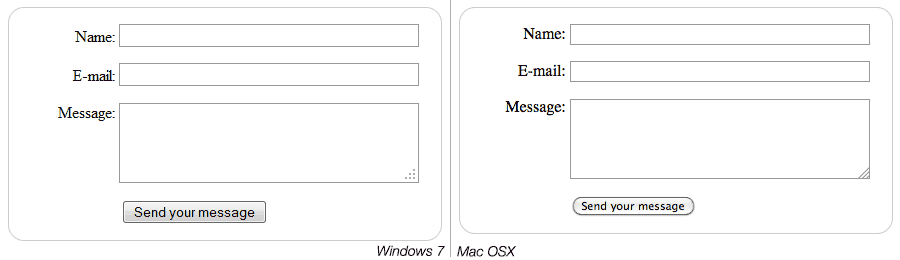 Name:
E-mail:
Message:
Send your message
Windows 7
Name:
E-mail:
Message:
Send your message
Mac OSX